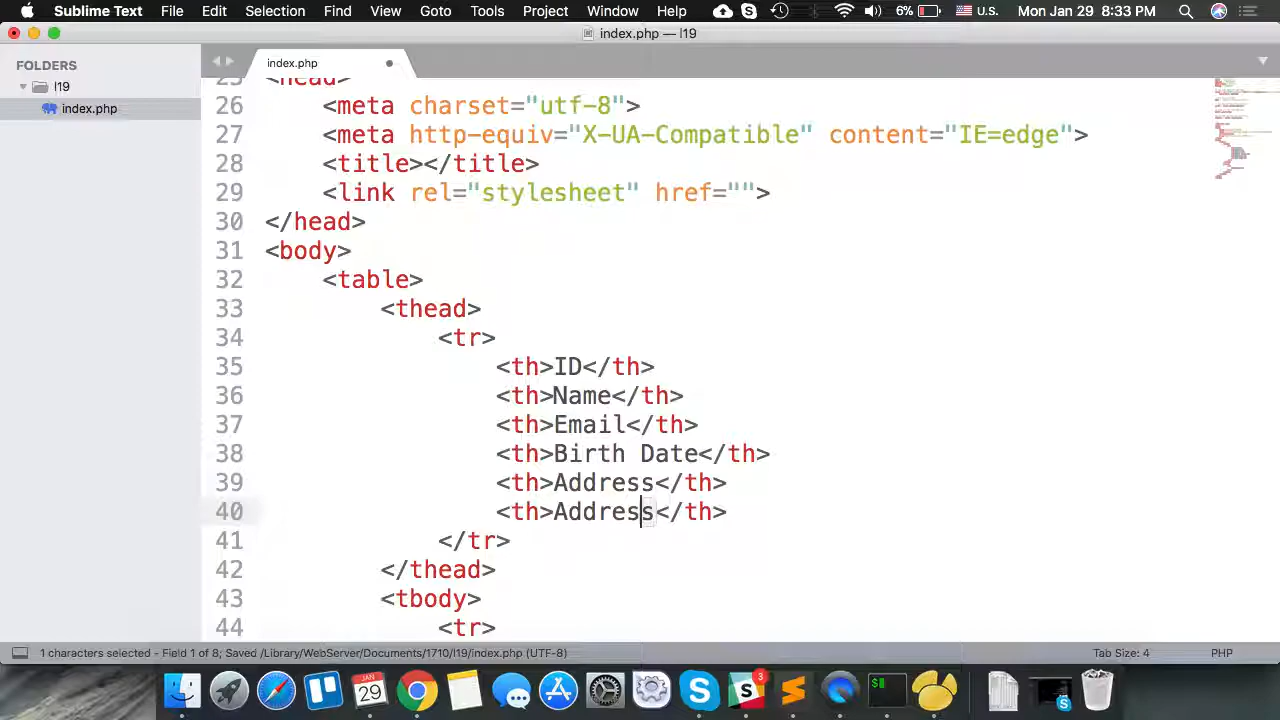 Sublime Text File Edit Selection Find View Goto Tools Project Window Help 6% U.S. Mon Jan 29 8:33 PM
index.php — l19
FOLDERS
l19
index.php
index.php
25 <head>
26 <meta charset="utf-8">
27 <meta http-equiv="X-UA-Compatible" content="IE=edge">
28 <title></title>
29 <link rel="stylesheet" href="">
30 </head>
31 <body>
32 <table>
33 <thead>
34 <tr>
35 <th>ID</th>
36 <th>Name</th>
37 <th>Email</th>
38 <th>Birth Date</th>
39 <th>Address</th>
40 <th>Address</th>
41 </tr>
42 </thead>
43 <tbody>
44 <tr>
1 characters selected - Field 1 of 8; Saved /Library/WebServer/Documents/1710/l19/index.php (UTF-8) Tab Size: 4 PHP
JAN
29
3